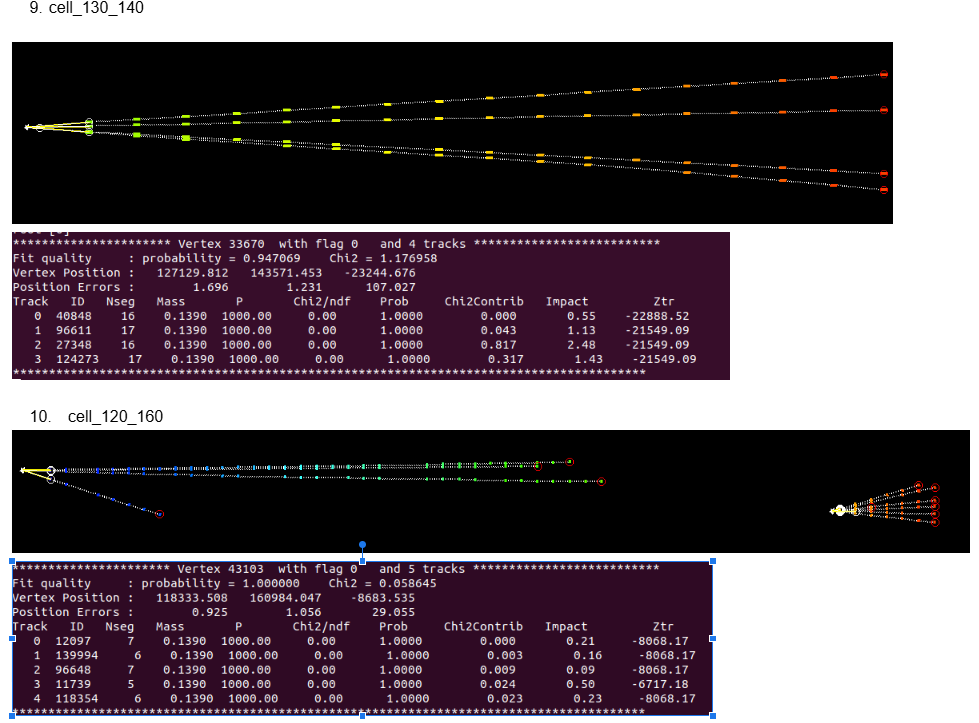 9. cell_130_140
*********************** Vertex 33670 with flag 0 and 4 tracks ***************************
Fit quality : probability = 0.947069 Chi2 = 1.176958
Vertex Position : 127129.812 143571.453 -23244.676
Position Errors : 1.696 1.231 107.027
Track ID Nseg Mass P Chi2/ndf Prob Chi2Contrib Impact Ztr
0 40848 16 0.1390 1000.00 0.00 1.0000 0.000 0.55 -22888.52
1 96611 17 0.1390 1000.00 0.00 1.0000 0.043 1.13 -21549.09
2 27348 16 0.1390 1000.00 0.00 1.0000 0.817 2.48 -21549.09
3 124273 17 0.1390 1000.00 0.00 1.0000 0.317 1.43 -21549.09
*****************************************************************************************
10. cell_120_160
*********************** Vertex 43103 with flag 0 and 5 tracks ***************************
Fit quality : probability = 1.000000 Chi2 = 0.058645
Vertex Position : 118333.508 160984.047 -8683.535
Position Errors : 0.925 1.056 29.055
Track ID Nseg Mass P Chi2/ndf Prob Chi2Contrib Impact Ztr
0 12097 7 0.1390 1000.00 0.00 1.0000 0.000 0.21 -8068.17
1 139994 6 0.1390 1000.00 0.00 1.0000 0.003 0.16 -8068.17
2 96648 7 0.1390 1000.00 0.00 1.0000 0.009 0.09 -8068.17
3 11739 5 0.1390 1000.00 0.00 1.0000 0.024 0.50 -6717.18
4 118354 6 0.1390 1000.00 0.00 1.0000 0.023 0.23 -8068.17
*****************************************************************************************